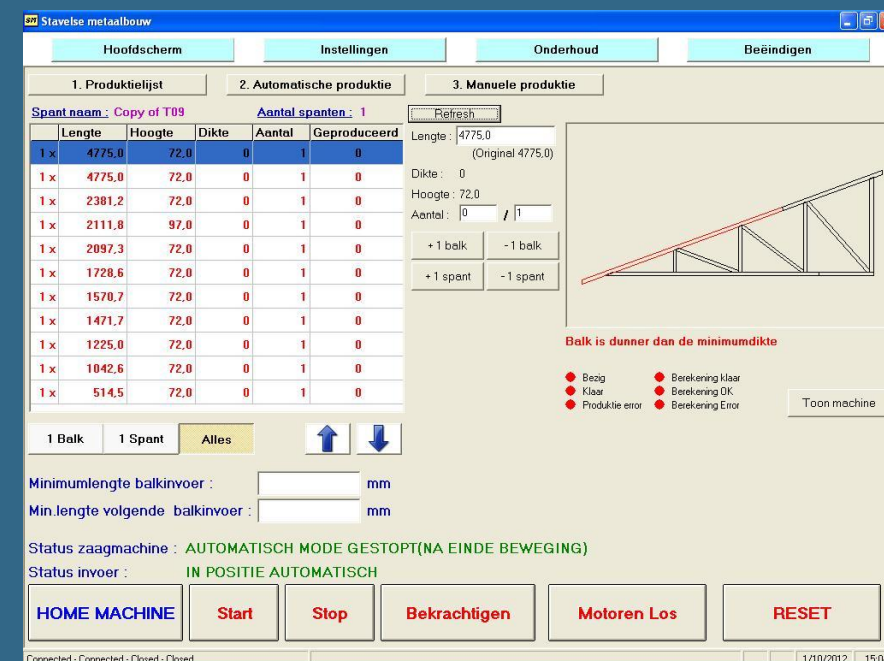 SM Stavelse metaalbouw
Hoofdscherm Instellingen Onderhoud Beëindigen
1. Produktielijst 2. Automatische produktie 3. Manuele produktie
Spant naam : Copy of T09 Aantal spanten : 1 Refresh
Lengte Hoogte Dikte Aantal Geproduceerd
1 x 4775,0 72,0 0 1 0
1 x 4775,0 72,0 0 1 0
1 x 2381,2 72,0 0 1 0
1 x 2111,8 97,0 0 1 0
1 x 2097,3 72,0 0 1 0
1 x 1728,6 72,0 0 1 0
1 x 1570,7 72,0 0 1 0
1 x 1471,7 72,0 0 1 0
1 x 1225,0 72,0 0 1 0
1 x 1042,6 72,0 0 1 0
1 x 514,5 72,0 0 1 0
Lengte : 4775,0
(Original 4775,0)
Dikte : 0
Hoogte : 72,0
Aantal : 0 / 1
+ 1 balk - 1 balk
+ 1 spant - 1 spant
Balk is dunner dan de minimumdikte
Bezig Berekening klaar
Klaar Berekening OK
Produktie error Berekening Error
Toon machine
1 Balk 1 Spant Alles
Minimumlengte balkinvoer : mm
Min.lengte volgende balkinvoer : mm
Status zaagmachine : AUTOMATISCH MODE GESTOPT(NA EINDE BEWEGING)
Status invoer : IN POSITIE AUTOMATISCH
HOME MACHINE Start Stop Bekrachtigen Motoren Los RESET
Connected - Connected - Closed - Closed 1/10/2012 15:0